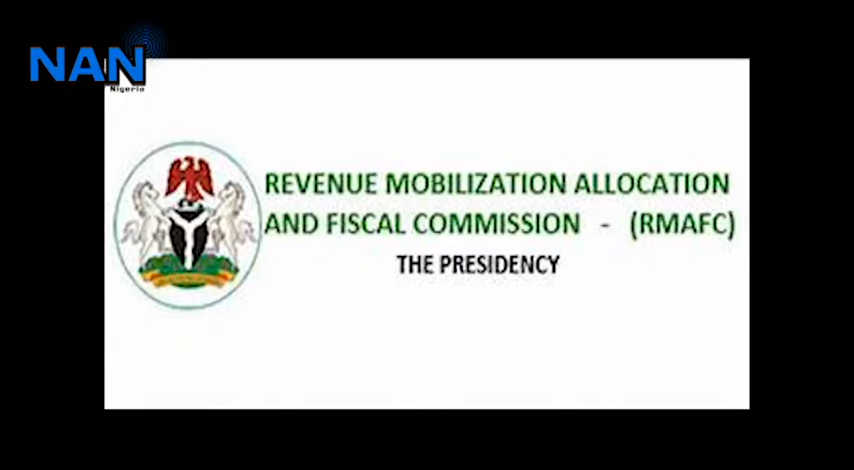 NAN
Nigeria
REVENUE MOBILIZATION ALLOCATION
AND FISCAL COMMISSION - (RMAFC)
THE PRESIDENCY